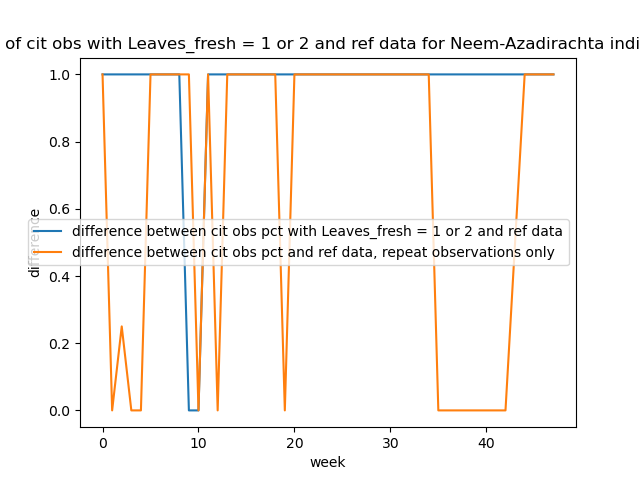 of cit obs with Leaves_fresh = 1 or 2 and ref data for Neem-Azadirachta indi
1.0
0.8
0.6
0.4
0.2
0.0
difference
difference between cit obs pct with Leaves_fresh = 1 or 2 and ref data
difference between cit obs pct and ref data, repeat observations only
0
10
20
30
40
week